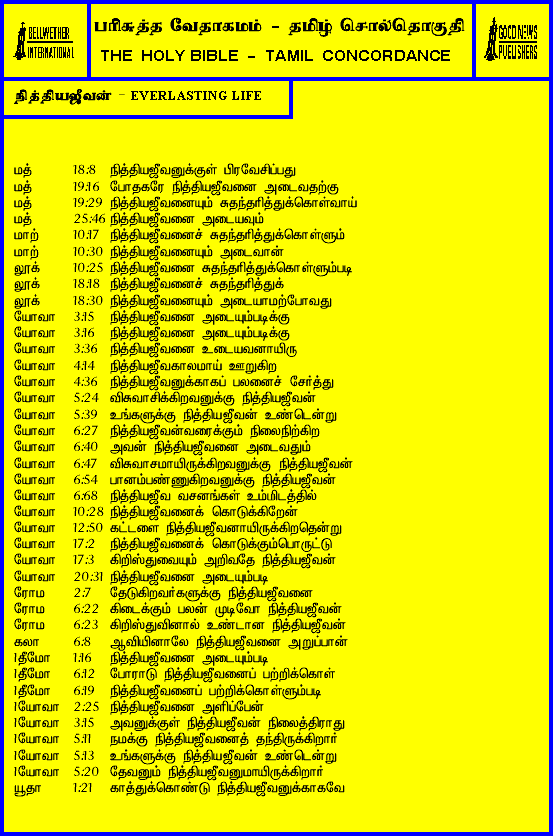 BELLWETHER
INTERNATIONAL
பரிசுத்த வேதாகமம் - தமிழ் சொல்தொகுதி
THE HOLY BIBLE - TAMIL CONCORDANCE
GOOD NEWS
PUBLISHERS
நித்தியஜீவன் - EVERLASTING LIFE
மத் 18:8 நித்தியஜீவனுக்குள் பிரவேசிப்பது
மத் 19:16 போதகரே நித்தியஜீவனை அடைவதற்கு
மத் 19:29 நித்தியஜீவனையும் சுதந்தரித்துக்கொள்வாய்
மத் 25:46 நித்தியஜீவனை அடையவும்
மாற் 10:17 நித்தியஜீவனைச் சுதந்தரித்துக்கொள்ளும்
மாற் 10:30 நித்தியஜீவனையும் அடைவான்
லூக் 10:25 நித்தியஜீவனை சுதந்தரித்துக்கொள்ளும்படி
லூக் 18:18 நித்தியஜீவனைச் சுதந்தரித்துக்
லூக் 18:30 நித்தியஜீவனையும் அடையாமற்போவது
யோவா 3:15 நித்தியஜீவனை அடையும்படிக்கு
யோவா 3:16 நித்தியஜீவனை அடையும்படிக்கு
யோவா 3:36 நித்தியஜீவனை உடையவனாயிரு
யோவா 4:14 நித்தியஜீவகாலமாய் ஊறுகிற
யோவா 4:36 நித்தியஜீவனுக்காகப் பலனைச் சேர்த்து
யோவா 5:24 விசுவாசிக்கிறவனுக்கு நித்தியஜீவன்
யோவா 5:39 உங்களுக்கு நித்தியஜீவன் உண்டென்று
யோவா 6:27 நித்தியஜீவன்வரைக்கும் நிலைநிற்கிற
யோவா 6:40 அவன் நித்தியஜீவனை அடைவதும்
யோவா 6:47 விசுவாசமாயிருக்கிறவனுக்கு நித்தியஜீவன்
யோவா 6:54 பானம்பண்ணுகிறவனுக்கு நித்தியஜீவன்
யோவா 6:68 நித்தியஜீவ வசனங்கள் உம்மிடத்தில்
யோவா 10:28 நித்தியஜீவனைக் கொடுக்கிறேன்
யோவா 12:50 கட்டளை நித்தியஜீவனாயிருக்கிறதென்று
யோவா 17:2 நித்தியஜீவனைக் கொடுக்கும்பொருட்டு
யோவா 17:3 கிறிஸ்துவையும் அறிவதே நித்தியஜீவன்
யோவா 20:31 நித்தியஜீவனை அடையும்படி
ரோம 2:7 தேடுகிறவர்களுக்கு நித்தியஜீவனை
ரோம 6:22 கிடைக்கும் பலன் முடிவோ நித்தியஜீவன்
ரோம 6:23 கிறிஸ்துவினால் உண்டான நித்தியஜீவன்
கலா 6:8 ஆவியினாலே நித்தியஜீவனை அறுப்பான்
1தீமோ 1:16 நித்தியஜீவனை அடையும்படி
1தீமோ 6:12 போராடு நித்தியஜீவனைப் பற்றிக்கொள்
1தீமோ 6:19 நித்தியஜீவனைப் பற்றிக்கொள்ளும்படி
1யோவா 2:25 நித்தியஜீவனை அளிப்பேன்
1யோவா 3:15 அவனுக்குள் நித்தியஜீவன் நிலைத்திராது
1யோவா 5:11 நமக்கு நித்தியஜீவனைத் தந்திருக்கிறார்
1யோவா 5:13 உங்களுக்கு நித்தியஜீவன் உண்டென்று
1யோவா 5:20 தேவனும் நித்தியஜீவனுமாயிருக்கிறார்
யூதா 1:21 காத்துக்கொண்டு நித்தியஜீவனுக்காகவே